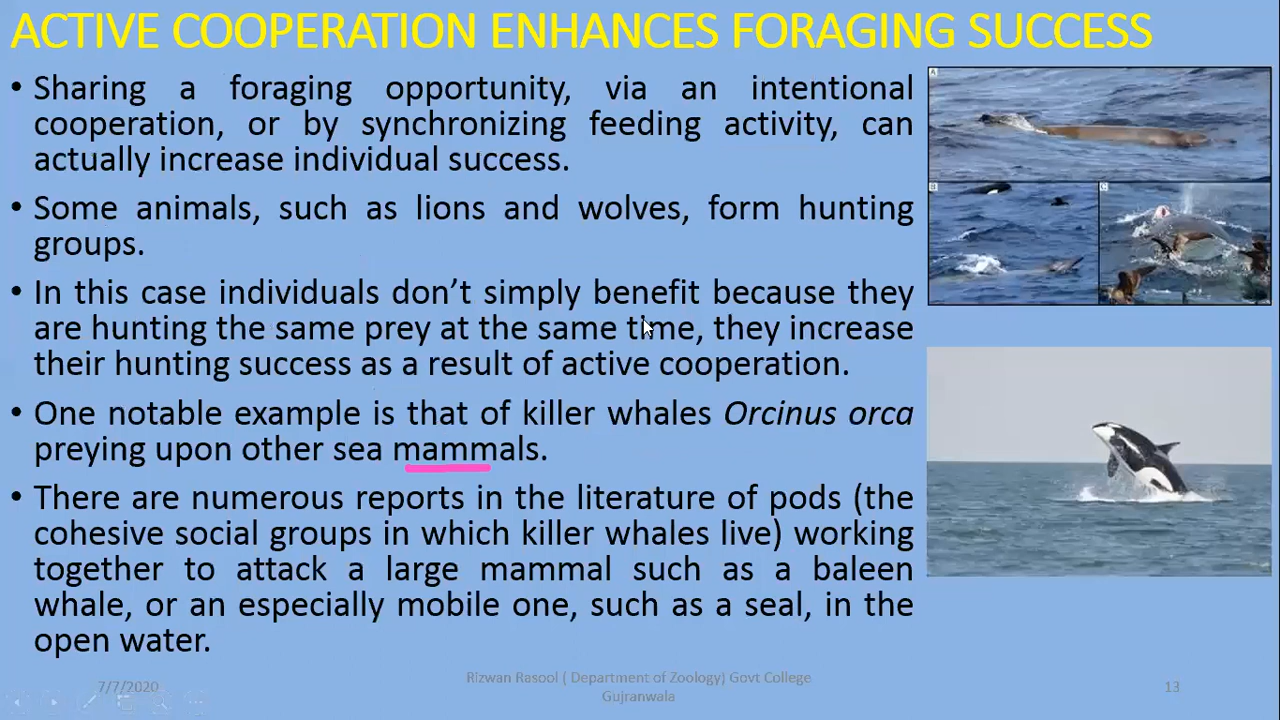 ACTIVE COOPERATION ENHANCES FORAGING SUCCESS
• Sharing a foraging opportunity, via an intentional
cooperation, or by synchronizing feeding activity, can
actually increase individual success.
• Some animals, such as lions and wolves, form hunting
groups.
• In this case individuals don't simply benefit because they
are hunting the same prey at the same time, they increase
their hunting success as a result of active cooperation.
• One notable example is that of killer whales Orcinus orca
preying upon other sea mammals.
• There are numerous reports in the literature of pods (the
cohesive social groups in which killer whales live) working
together to attack a large mammal such as a baleen
whale, or an especially mobile one, such as a seal, in the
open water.
A
B
C
7/7/2020
Rizwan Rasool ( Department of Zoology) Govt College
Gujranwala
13